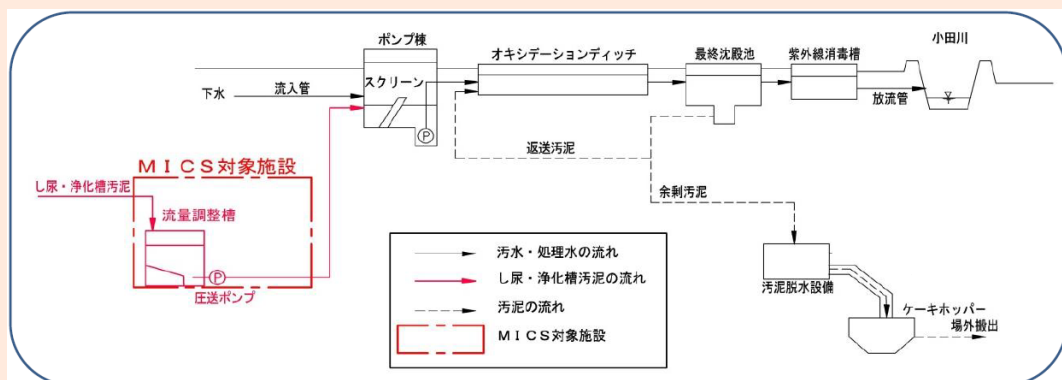 ポンプ棟
オキシデーションディッチ
最終沈殿池
紫外線消毒槽
小田川
スクリーン
下水
流入管
放流管
P
返送汚泥
MICS対象施設
し尿・浄化槽汚泥
流量調整槽
P
圧送ポンプ
余剰汚泥
汚泥脱水設備
ケーキホッパー
場外搬出
汚水・処理水の流れ
し尿・浄化槽汚泥の流れ
汚泥の流れ
MICS対象施設